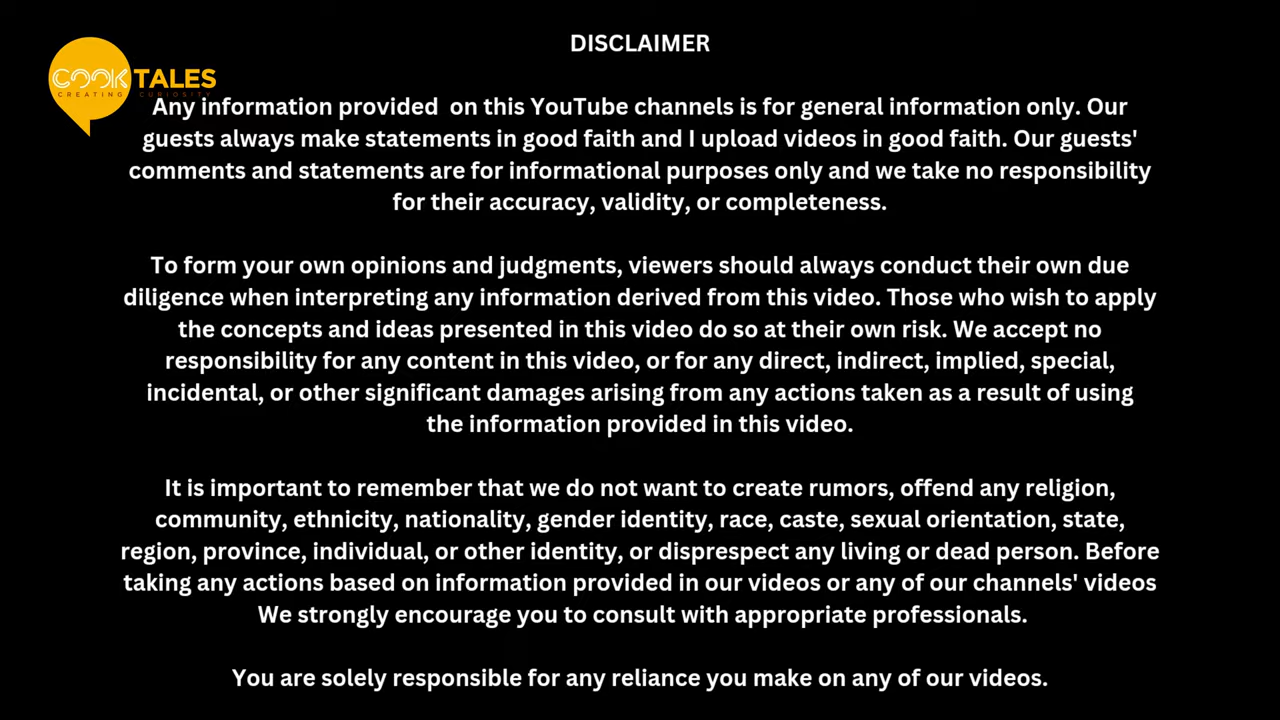 DISCLAIMER
COOKTALES
CREATING CURIOSITY
Any information provided on this YouTube channels is for general information only. Our
guests always make statements in good faith and I upload videos in good faith. Our guests'
comments and statements are for informational purposes only and we take no responsibility
for their accuracy, validity, or completeness.
To form your own opinions and judgments, viewers should always conduct their own due
diligence when interpreting any information derived from this video. Those who wish to apply
the concepts and ideas presented in this video do so at their own risk. We accept no
responsibility for any content in this video, or for any direct, indirect, implied, special,
incidental, or other significant damages arising from any actions taken as a result of using
the information provided in this video.
It is important to remember that we do not want to create rumors, offend any religion,
community, ethnicity, nationality, gender identity, race, caste, sexual orientation, state,
region, province, individual, or other identity, or disprespect any living or dead person. Before
taking any actions based on information provided in our videos or any of our channels' videos
We strongly encourage you to consult with appropriate professionals.
You are solely responsible for any reliance you make on any of our videos.